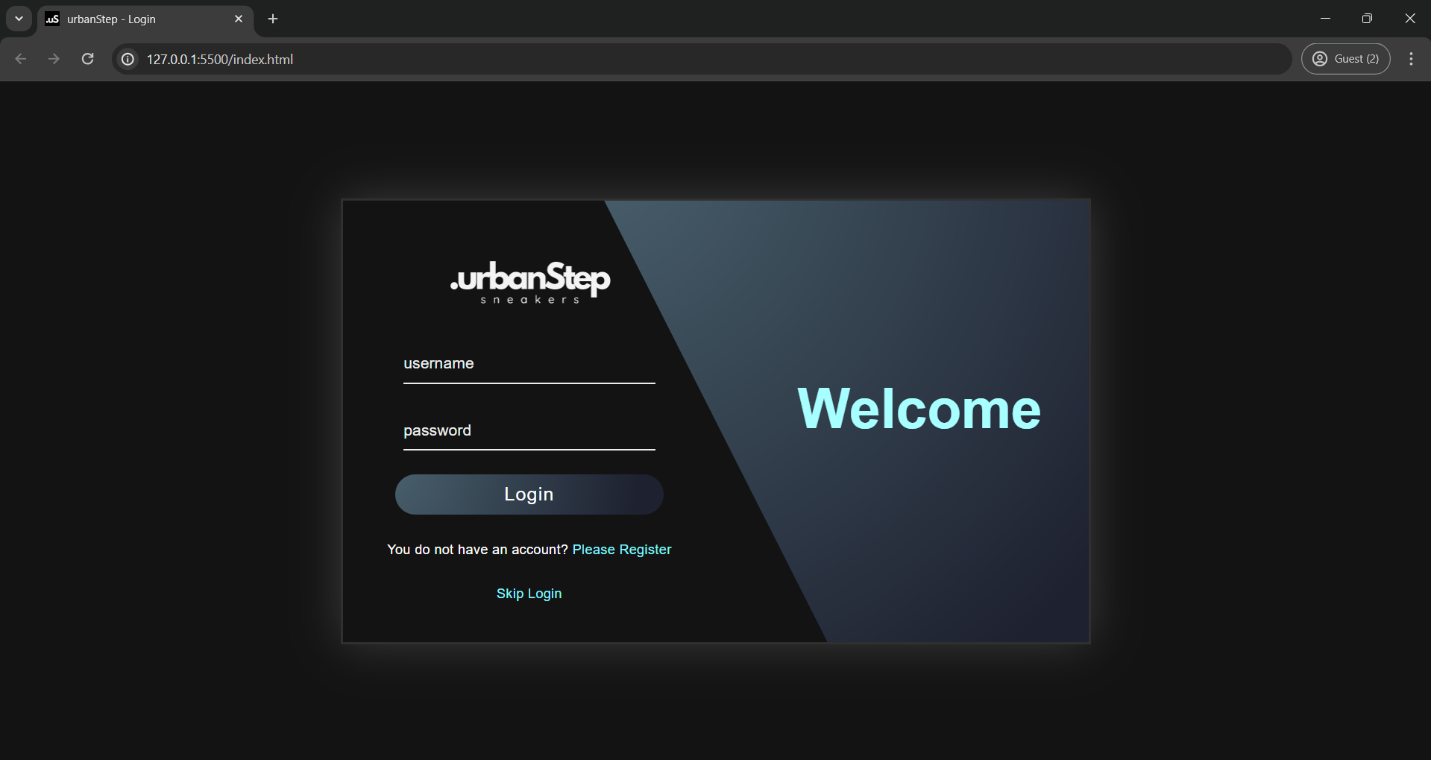 .uS urbanStep - Login
127.0.0.1:5500/index.html
Guest (2)
.urbanStep
sneakers
username
password
Login
You do not have an account? Please Register
Skip Login
Welcome